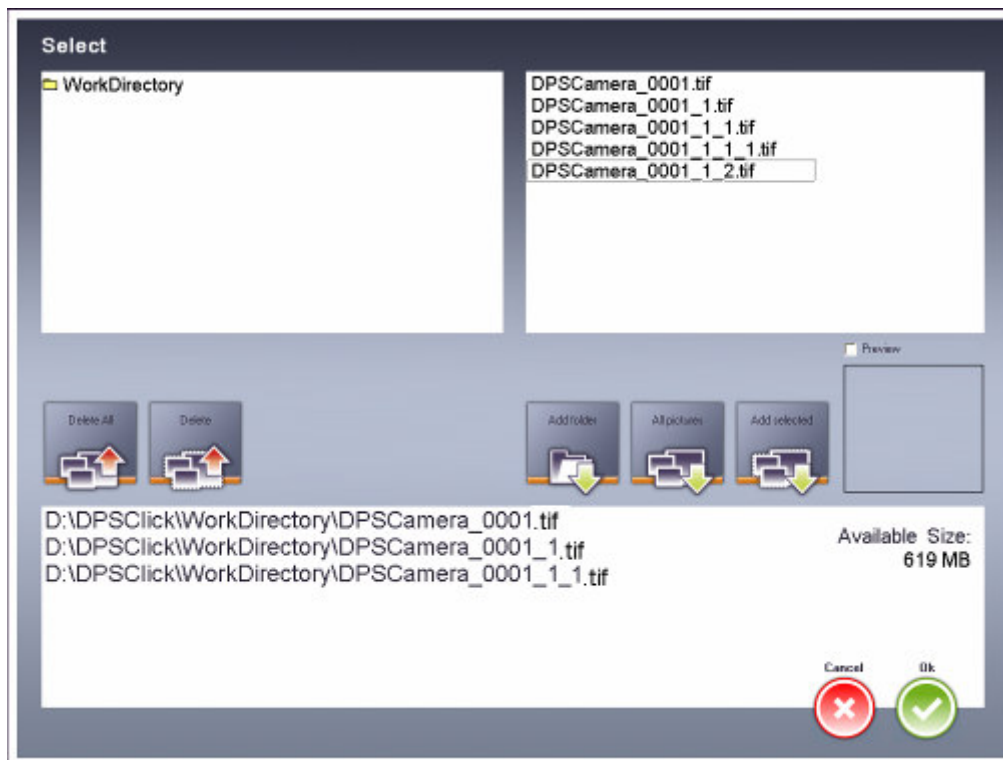 Select
WorkDirectory
DPSCamera_0001.tif
DPSCamera_0001_1.tif
DPSCamera_0001_1_1.tif
DPSCamera_0001_1_1_1.tif
DPSCamera_0001_1_2.tif
Preview
Delete All
Delete
Add folder
All pictures
Add selected
D:\DPSClick\WorkDirectory\DPSCamera_0001.tif
D:\DPSClick\WorkDirectory\DPSCamera_0001_1.tif
D:\DPSClick\WorkDirectory\DPSCamera_0001_1_1.tif
Available Size:
619 MB
Cancel
Ok